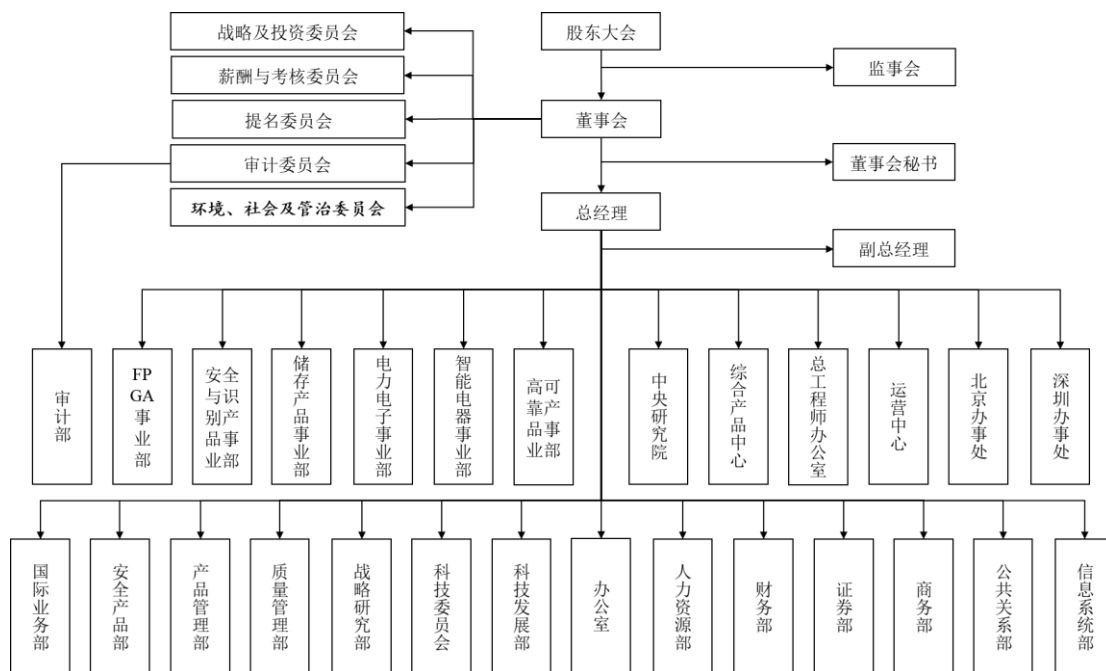 战略及投资委员会
股东大会
薪酬与考核委员会
监事会
提名委员会
董事会
审计委员会
董事会秘书
环境、社会及管治委员会
总经理
副总经理
审计部
FPGA事业部
安全与识别产品事业部
储存产品事业部
电力电子事业部
智能电器事业部
高可靠产品事业部
中央研究院
综合产品中心
总工程师办公室
运营中心
北京办事处
深圳办事处
国际业务部
安全产品部
产品管理部
质量管理部
战略研究部
科技委员会
科技发展部
办公室
人力资源部
财务部
证券部
商务部
公共关系部
信息系统部